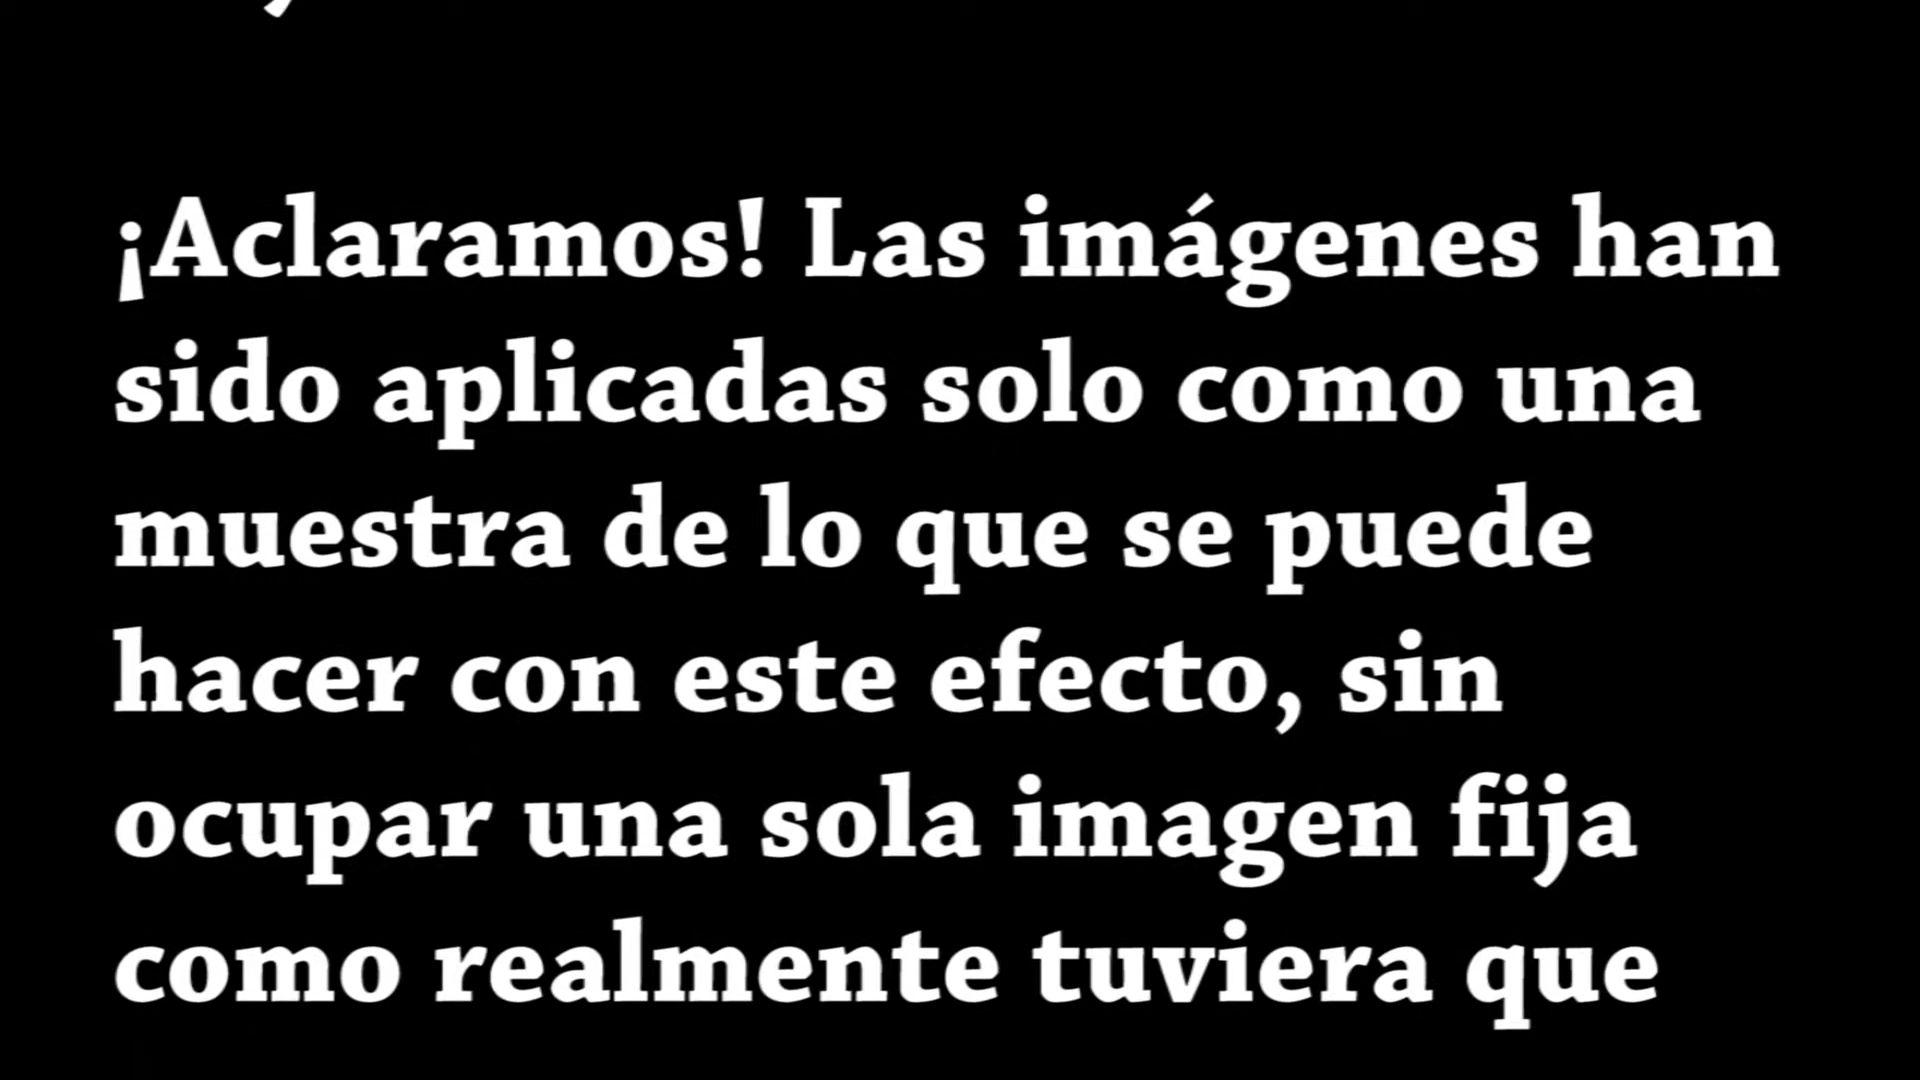 ¡Aclaramos! Las imágenes han
sido aplicadas solo como una
muestra de lo que se puede
hacer con este efecto, sin
ocupar una sola imagen fija
como realmente tuviera que